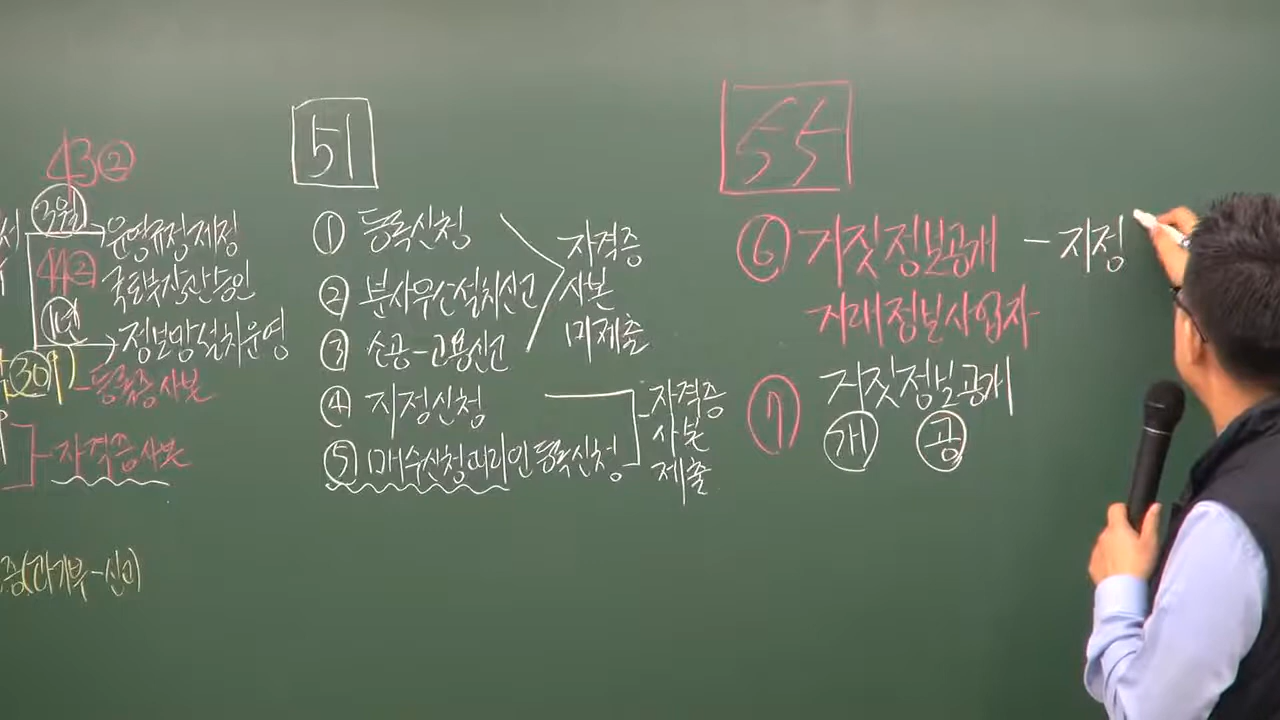 43②
3월
운영규정 제정
44②
국토부장관승인
1년
정보망설치운영
30
등록증사본
자격증사본
51
① 등록신청
② 분사무소설치신고
③ 소공-고용신고
자격증
사본
미제출
④ 지정신청
⑤ 매수신청대리인 등록신청
자격증
사본
제출
55
⑥ 거짓정보공개 - 지정
거래정보사업자
⑦ 거짓정보공개
개 공